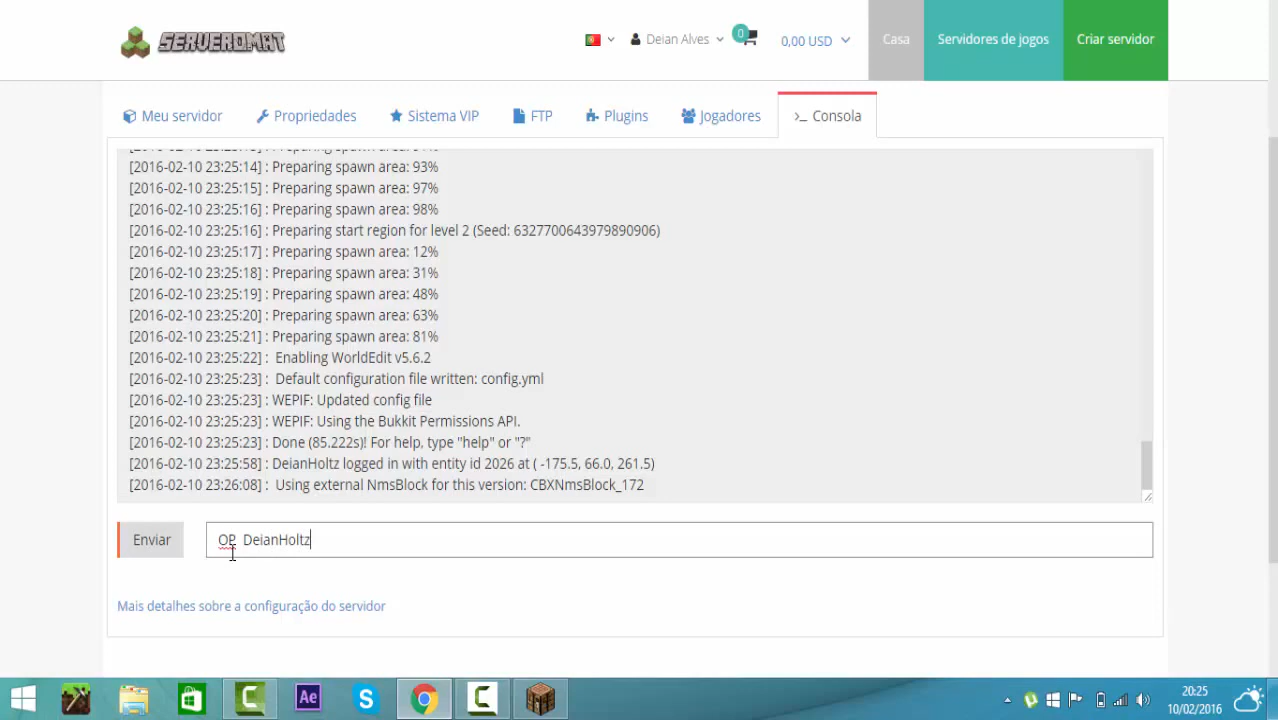 SERVEROMAT
Deian Alves
0
0,00 USD
Casa
Servidores de jogos
Criar servidor
Meu servidor
Propriedades
Sistema VIP
FTP
Plugins
Jogadores
>_ Consola
[2016-02-10 23:25:14] : Preparing spawn area: 93%
[2016-02-10 23:25:15] : Preparing spawn area: 97%
[2016-02-10 23:25:16] : Preparing spawn area: 98%
[2016-02-10 23:25:16] : Preparing start region for level 2 (Seed: 6327700643979890906)
[2016-02-10 23:25:17] : Preparing spawn area: 12%
[2016-02-10 23:25:18] : Preparing spawn area: 31%
[2016-02-10 23:25:19] : Preparing spawn area: 48%
[2016-02-10 23:25:20] : Preparing spawn area: 63%
[2016-02-10 23:25:21] : Preparing spawn area: 81%
[2016-02-10 23:25:22] : Enabling WorldEdit v5.6.2
[2016-02-10 23:25:23] : Default configuration file written: config.yml
[2016-02-10 23:25:23] : WEPIF: Updated config file
[2016-02-10 23:25:23] : WEPIF: Using the Bukkit Permissions API.
[2016-02-10 23:25:23] : Done (85.222s)! For help, type "help" or "?"
[2016-02-10 23:25:58] : DeianHoltz logged in with entity id 2026 at ( -175.5, 66.0, 261.5)
[2016-02-10 23:26:08] : Using external NmsBlock for this version: CBXNmsBlock_172
Enviar
OP DeianHoltz
Mais detalhes sobre a configuração do servidor
Ae
20:25
10/02/2016